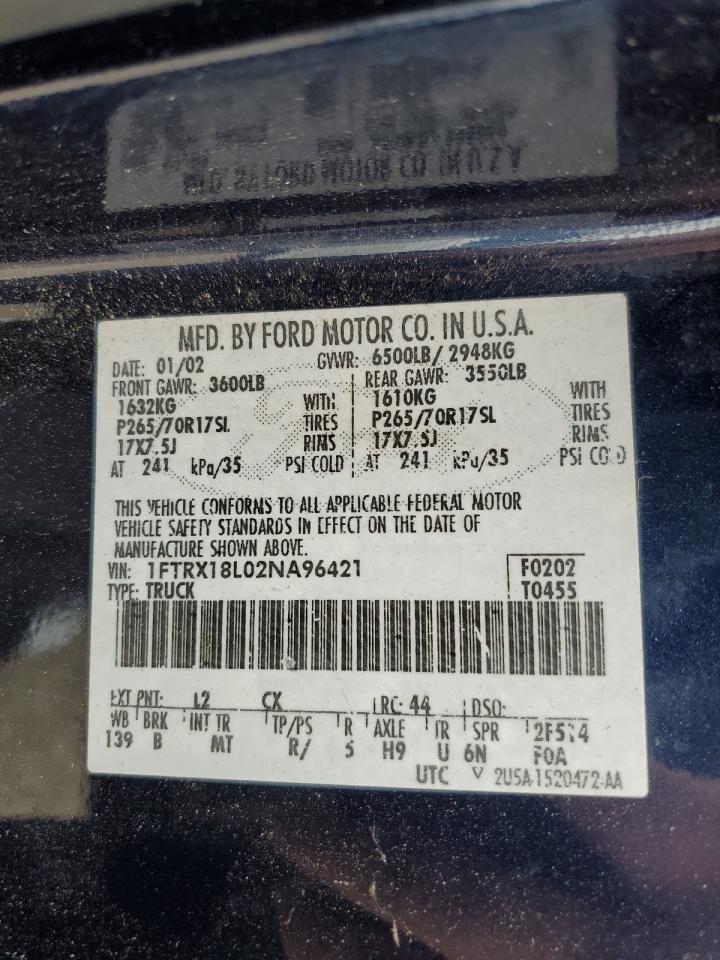 MFD. BY FORD MOTOR CO. IN U.S.A.
DATE: 01/02 GVWR: 6500LB/ 2948KG
FRONT GAWR: 3600LB REAR GAWR: 3550LB
1632KG WITH 1610KG WITH
P265/70R17SL TIRES P265/70R17SL TIRES
17X7.5J RIMS 17X7.5J RIMS
AT 241 kPa/35 PSI COLD AT 241 kPa/35 PSI COLD
THIS VEHICLE CONFORMS TO ALL APPLICABLE FEDERAL MOTOR
VEHICLE SAFETY STANDARDS IN EFFECT ON THE DATE OF
MANUFACTURE SHOWN ABOVE.
VIN: 1FTRX18L02NA96421 F0202
TYPE: TRUCK T0455
EXT PNT: L2 CX LRC: 44 DSO:
WB BRK INT TR TP/PS R AXLE TR SPR 2F514
139 B MT R/ 5 H9 U 6N F0A
UTC 2U5A-1520472-AA